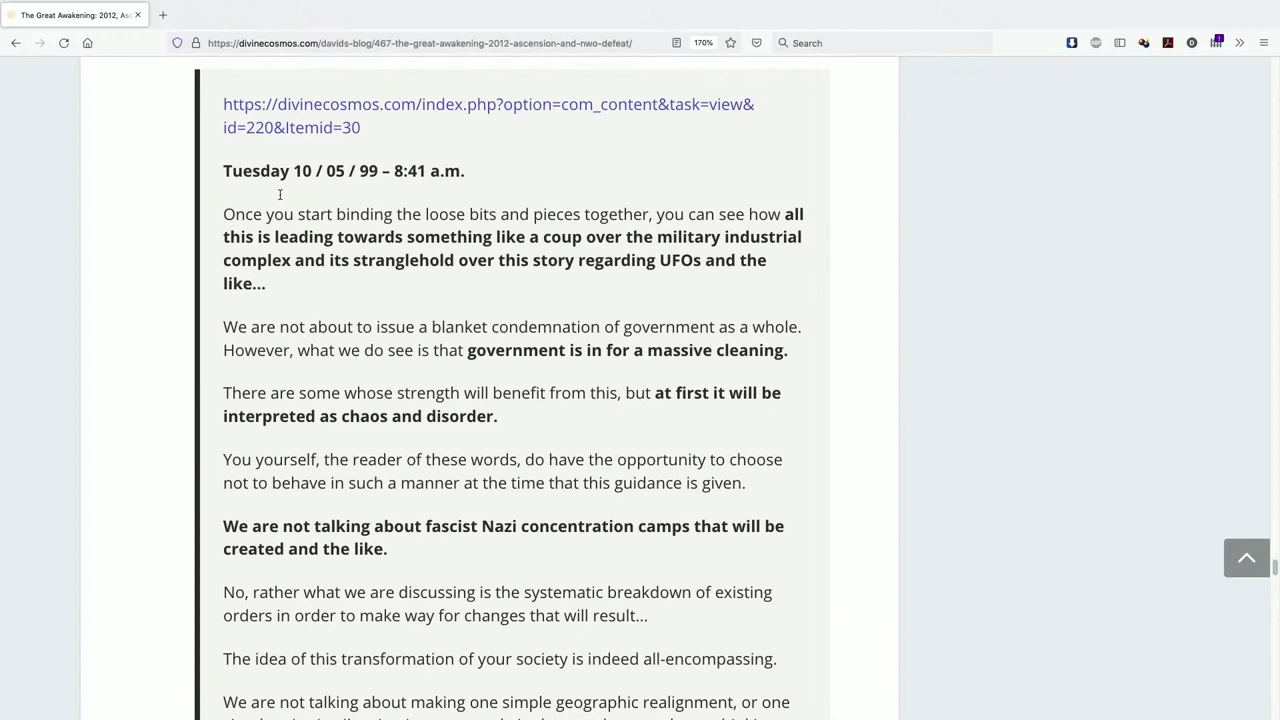 The Great Awakening: 2012, Asc
https://divinecosmos.com/davids-blog/467-the-great-awakening-2012-ascension-and-nwo-defeat/
170%
Search
https://divinecosmos.com/index.php?option=com_content&task=view&
id=220&Itemid=30
Tuesday 10 / 05 / 99 – 8:41 a.m.
Once you start binding the loose bits and pieces together, you can see how all
this is leading towards something like a coup over the military industrial
complex and its stranglehold over this story regarding UFOs and the
like…
We are not about to issue a blanket condemnation of government as a whole.
However, what we do see is that government is in for a massive cleaning.
There are some whose strength will benefit from this, but at first it will be
interpreted as chaos and disorder.
You yourself, the reader of these words, do have the opportunity to choose
not to behave in such a manner at the time that this guidance is given.
We are not talking about fascist Nazi concentration camps that will be
created and the like.
No, rather what we are discussing is the systematic breakdown of existing
orders in order to make way for changes that will result…
The idea of this transformation of your society is indeed all-encompassing.
We are not talking about making one simple geographic realignment, or one